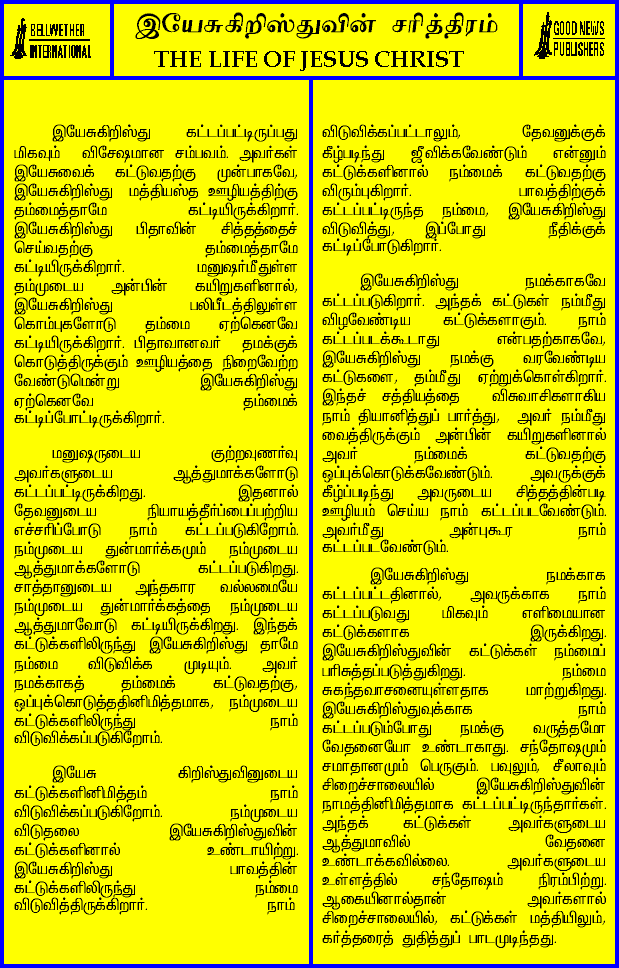 BELLWETHER
INTERNATIONAL
இயேசுகிறிஸ்துவின் சரித்திரம்
THE LIFE OF JESUS CHRIST
GOOD NEWS
PUBLISHERS
இயேசுகிறிஸ்து கட்டப்பட்டிருப்பது
மிகவும் விசேஷமான சம்பவம். அவர்கள்
இயேசுவைக் கட்டுவதற்கு முன்பாகவே,
இயேசுகிறிஸ்து மத்தியஸ்த ஊழியத்திற்கு
தம்மைத்தாமே கட்டியிருக்கிறார்.
இயேசுகிறிஸ்து பிதாவின் சித்தத்தைச்
செய்வதற்கு தம்மைத்தாமே
கட்டியிருக்கிறார். மனுஷர்மீதுள்ள
தம்முடைய அன்பின் கயிறுகளினால்,
இயேசுகிறிஸ்து பலிபீடத்திலுள்ள
கொம்புகளோடு தம்மை ஏற்கெனவே
கட்டியிருக்கிறார். பிதாவானவர் தமக்குக்
கொடுத்திருக்கும் ஊழியத்தை நிறைவேற்ற
வேண்டுமென்று இயேசுகிறிஸ்து
ஏற்கெனவே தம்மைக்
கட்டிப்போட்டிருக்கிறார்.
மனுஷருடைய குற்றவுணர்வு
அவர்களுடைய ஆத்துமாக்களோடு
கட்டப்பட்டிருக்கிறது. இதனால்
தேவனுடைய நியாயத்தீர்ப்பைப்பற்றிய
எச்சரிப்போடு நாம் கட்டப்படுகிறோம்.
நம்முடைய துன்மார்க்கமும் நம்முடைய
ஆத்துமாக்களோடு கட்டப்படுகிறது.
சாத்தானுடைய அந்தகார வல்லமையே
நம்முடைய துன்மார்க்கத்தை நம்முடைய
ஆத்துமாவோடு கட்டியிருக்கிறது. இந்தக்
கட்டுக்களிலிருந்து இயேசுகிறிஸ்து தாமே
நம்மை விடுவிக்க முடியும். அவர்
நமக்காகத் தம்மைக் கட்டுவதற்கு,
ஒப்புக்கொடுத்ததினிமித்தமாக, நம்முடைய
கட்டுக்களிலிருந்து நாம்
விடுவிக்கப்படுகிறோம்.
இயேசு கிறிஸ்துவினுடைய
கட்டுக்களினிமித்தம் நாம்
விடுவிக்கப்படுகிறோம். நம்முடைய
விடுதலை இயேசுகிறிஸ்துவின்
கட்டுக்களினால் உண்டாயிற்று.
இயேசுகிறிஸ்து பாவத்தின்
கட்டுக்களிலிருந்து நம்மை
விடுவித்திருக்கிறார். நாம்
விடுவிக்கப்பட்டாலும், தேவனுக்குக்
கீழ்படிந்து ஜீவிக்கவேண்டும் என்னும்
கட்டுக்களினால் நம்மைக் கட்டுவதற்கு
விரும்புகிறார். பாவத்திற்குக்
கட்டப்பட்டிருந்த நம்மை, இயேசுகிறிஸ்து
விடுவித்து, இப்போது நீதிக்குக்
கட்டிப்போடுகிறார்.
இயேசுகிறிஸ்து நமக்காகவே
கட்டப்படுகிறார். அந்தக் கட்டுகள் நம்மீது
விழவேண்டிய கட்டுக்களாகும். நாம்
கட்டப்படக்கூடாது என்பதற்காகவே,
இயேசுகிறிஸ்து நமக்கு வரவேண்டிய
கட்டுகளை, தம்மீது ஏற்றுக்கொள்கிறார்.
இந்தச் சத்தியத்தை விசுவாசிகளாகிய
நாம் தியானித்துப் பார்த்து, அவர் நம்மீது
வைத்திருக்கும் அன்பின் கயிறுகளினால்
அவர் நம்மைக் கட்டுவதற்கு
ஒப்புக்கொடுக்கவேண்டும். அவருக்குக்
கீழ்ப்படிந்து அவருடைய சித்தத்தின்படி
ஊழியம் செய்ய நாம் கட்டப்படவேண்டும்.
அவர்மீது அன்புகூர நாம்
கட்டப்படவேண்டும்.
இயேசுகிறிஸ்து நமக்காக
கட்டப்பட்டதினால், அவருக்காக நாம்
கட்டப்படுவது மிகவும் எளிமையான
கட்டுக்களாக இருக்கிறது.
இயேசுகிறிஸ்துவின் கட்டுக்கள் நம்மைப்
பரிசுத்தப்படுத்துகிறது. நம்மை
சுகந்தவாசனையுள்ளதாக மாற்றுகிறது.
இயேசுகிறிஸ்துவுக்காக நாம்
கட்டப்படும்போது நமக்கு வருத்தமோ
வேதனையோ உண்டாகாது. சந்தோஷமும்
சமாதானமும் பெருகும். பவுலும், சீலாவும்
சிறைச்சாலையில் இயேசுகிறிஸ்துவின்
நாமத்தினிமித்தமாக கட்டப்பட்டிருந்தார்கள்.
அந்தக் கட்டுக்கள் அவர்களுடைய
ஆத்துமாவில் வேதனை
உண்டாக்கவில்லை. அவர்களுடைய
உள்ளத்தில் சந்தோஷம் நிரம்பிற்று.
ஆகையினால்தான் அவர்களால்
சிறைச்சாலையில், கட்டுக்கள் மத்தியிலும்,
கர்த்தரைத் துதித்துப் பாடமுடிந்தது.